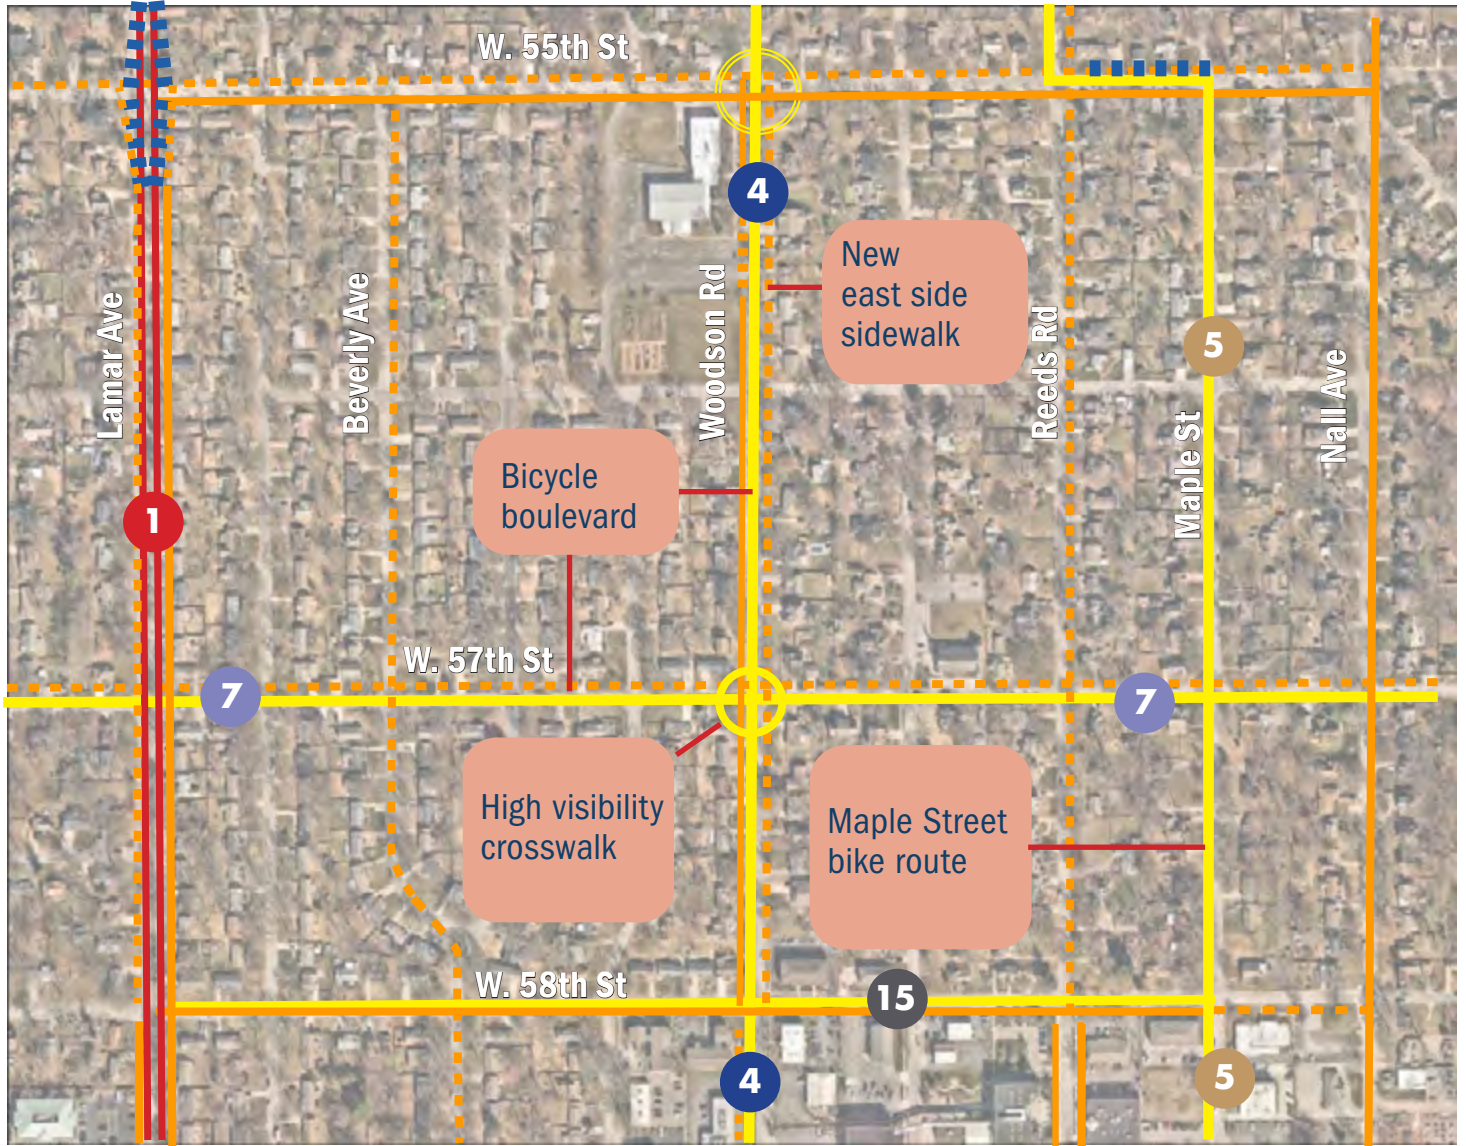 W. 55th St
4
New
east side
sidewalk
Lamar Ave
Beverly Ave
Woodson Rd
Reeds Rd
5
Maple St
Nall Ave
Bicycle
boulevard
1
W. 57th St
7
7
High visibility
crosswalk
Maple Street
bike route
W. 58th St
15
4
5